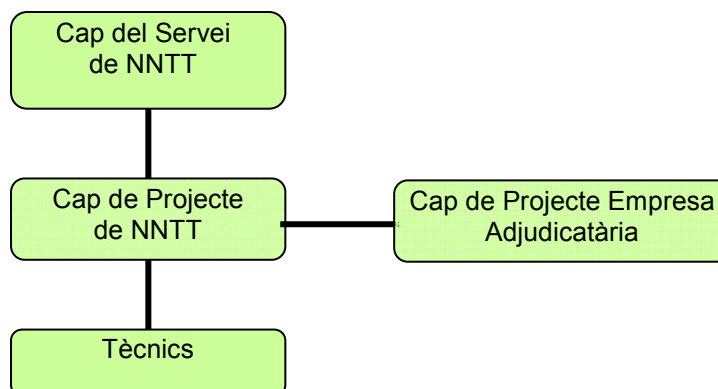 Cap del Servei
de NNTT
Cap de Projecte
de NNTT
Cap de Projecte Empresa
Adjudicatària
Tècnics